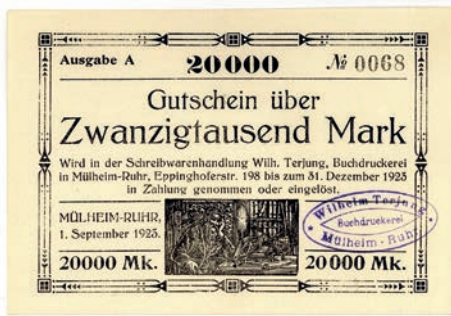 Ausgabe A 20000 № 0068
Gutschein über
Zwanzigtausend Mark
Wird in der Schreibwarenhandlung Wilh. Terjung, Buchdruckerei
in Mülheim-Ruhr, Eppinghoferstr. 198 bis zum 31. Dezember 1923
in Zahlung genommen oder eingelöst.
MÜLHEIM-RUHR,
1. September 1923.
Wilhelm Terjung
Buchdruckerei
Mülheim-Ruhr
20000 Mk. 20000 Mk.